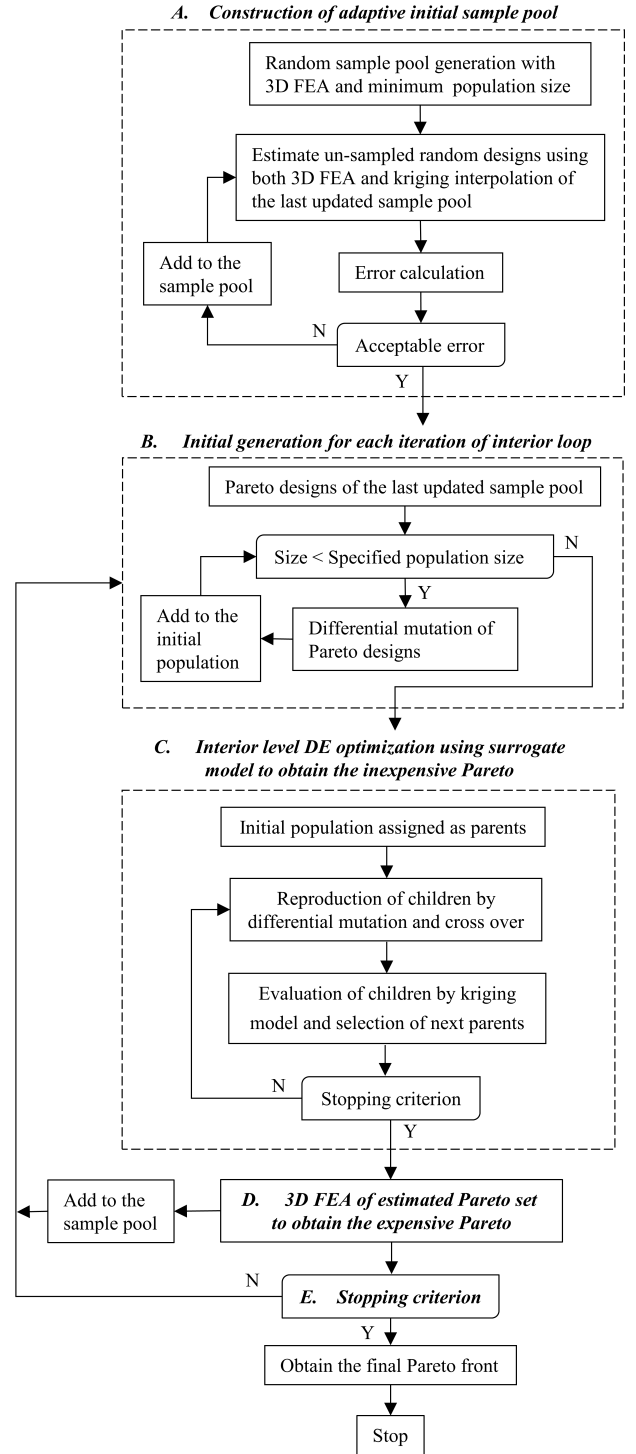 A. Construction of adaptive initial sample pool
Random sample pool generation with
3D FEA and minimum population size
Estimate un-sampled random designs using
both 3D FEA and kriging interpolation of
the last updated sample pool
Add to the
sample pool
Error calculation
N
Acceptable error
Y
B. Initial generation for each iteration of interior loop
Pareto designs of the last updated sample pool
Size < Specified population size
N
Y
Add to the
initial
population
Differential mutation of
Pareto designs
C. Interior level DE optimization using surrogate
model to obtain the inexpensive Pareto
Initial population assigned as parents
Reproduction of children by
differential mutation and cross over
Evaluation of children by kriging
model and selection of next parents
N
Stopping criterion
Y
Add to the
sample pool
D. 3D FEA of estimated Pareto set
to obtain the expensive Pareto
N
E. Stopping criterion
Y
Obtain the final Pareto front
Stop